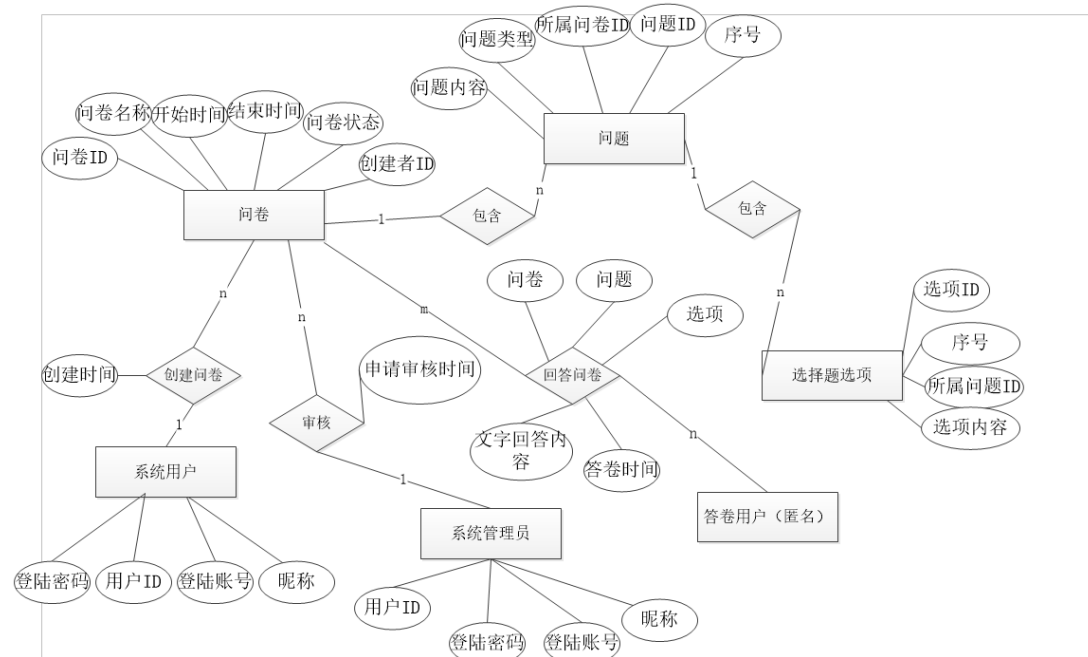 问题类型
所属问卷ID
问题ID
序号
问题内容
问题
问卷名称
开始时间
结束时间
问卷状态
问卷ID
创建者ID
问卷
1
包含
n
1
包含
n
n
n
m
问卷
问题
选项
选项ID
序号
所属问题ID
选项内容
选择题选项
创建时间
创建问卷
申请审核时间
回答问卷
审核
1
文字回答内
容
答卷时间
n
系统用户
1
答卷用户（匿名）
系统管理员
登陆密码
用户ID
登陆账号
昵称
用户ID
登陆密码
登陆账号
昵称